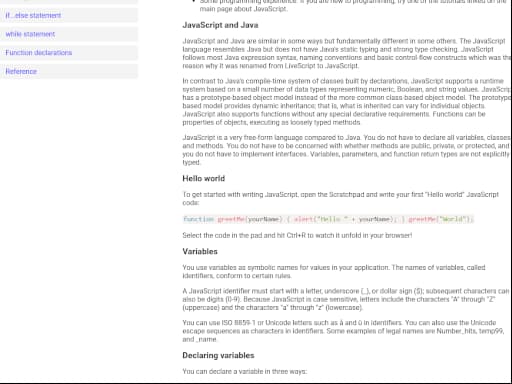 if...else statement
while statement
Function declarations
Reference
Some programming experience. If you are new to programming, try one of the tutorials linked on the
main page about JavaScript.
JavaScript and Java
JavaScript and Java are similar in some ways but fundamentally different in some others. The JavaScript
language resembles Java but does not have Java's static typing and strong type checking. JavaScript
follows most Java expression syntax, naming conventions and basic control-flow constructs which was the
reason why it was renamed from LiveScript to JavaScript.
In contrast to Java's compile-time system of classes built by declarations, JavaScript supports a runtime
system based on a small number of data types representing numeric, Boolean, and string values. JavaScrip
has a prototype-based object model instead of the more common class-based object model. The prototype-
based model provides dynamic inheritance; that is, what is inherited can vary for individual objects.
JavaScript also supports functions without any special declarative requirements. Functions can be
properties of objects, executing as loosely typed methods.
JavaScript is a very free-form language compared to Java. You do not have to declare all variables, classes,
and methods. You do not have to be concerned with whether methods are public, private, or protected, and
you do not have to implement interfaces. Variables, parameters, and function return types are not explicitly
typed.
Hello world
To get started with writing JavaScript, open the Scratchpad and write your first "Hello world" JavaScript
code:
function greetMe(yourName) { alert("Hello " + yourName); } greetMe("World");
Select the code in the pad and hit Ctrl+R to watch it unfold in your browser!
Variables
You use variables as symbolic names for values in your application. The names of variables, called
identifiers, conform to certain rules.
A JavaScript identifier must start with a letter, underscore (_), or dollar sign ($); subsequent characters can
also be digits (0-9). Because JavaScript is case sensitive, letters include the characters "A" through "Z"
(uppercase) and the characters "a" through "z" (lowercase).
You can use ISO 8859-1 or Unicode letters such as å and ü in identifiers. You can also use the Unicode
escape sequences as characters in identifiers. Some examples of legal names are Number_hits, temp99,
and _name.
Declaring variables
You can declare a variable in three ways: